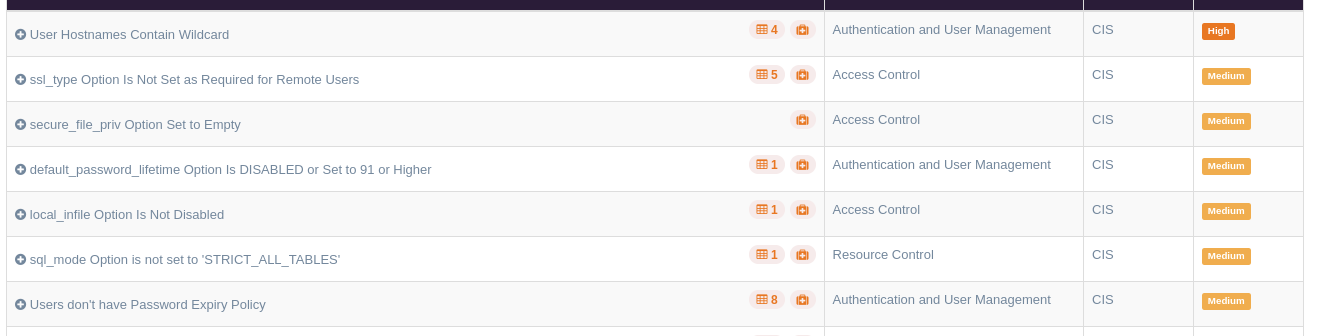 User Hostnames Contain Wildcard 4 Authentication and User Management CIS High
ssl_type Option Is Not Set as Required for Remote Users 5 Access Control CIS Medium
secure_file_priv Option Set to Empty Access Control CIS Medium
default_password_lifetime Option Is DISABLED or Set to 91 or Higher 1 Authentication and User Management CIS Medium
local_infile Option Is Not Disabled 1 Access Control CIS Medium
sql_mode Option is not set to 'STRICT_ALL_TABLES' 1 Resource Control CIS Medium
Users don't have Password Expiry Policy 8 Authentication and User Management CIS Medium